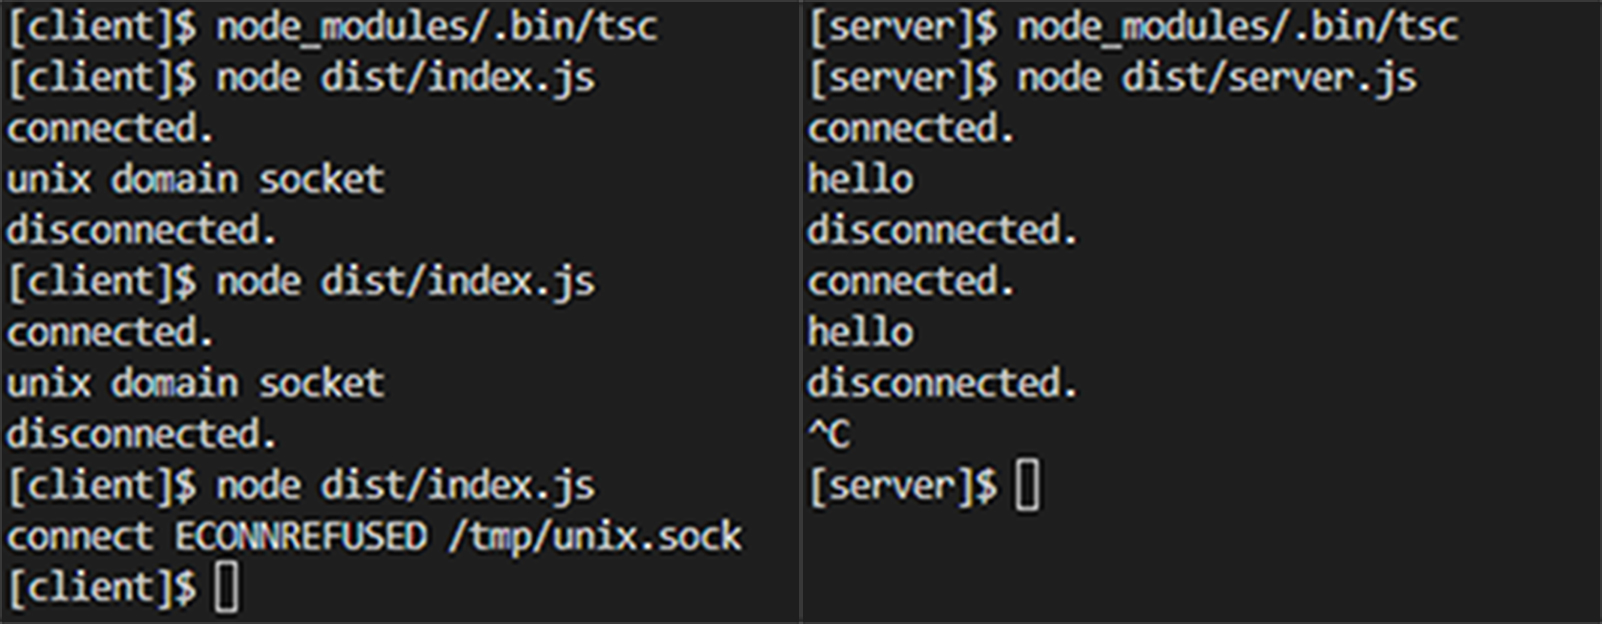 [client]$ node_modules/.bin/tsc
[client]$ node dist/index.js
connected.
unix domain socket
disconnected.
[client]$ node dist/index.js
connected.
unix domain socket
disconnected.
[client]$ node dist/index.js
connect ECONNREFUSED /tmp/unix.sock
[client]$
[server]$ node_modules/.bin/tsc
[server]$ node dist/server.js
connected.
hello
disconnected.
connected.
hello
disconnected.
^C
[server]$